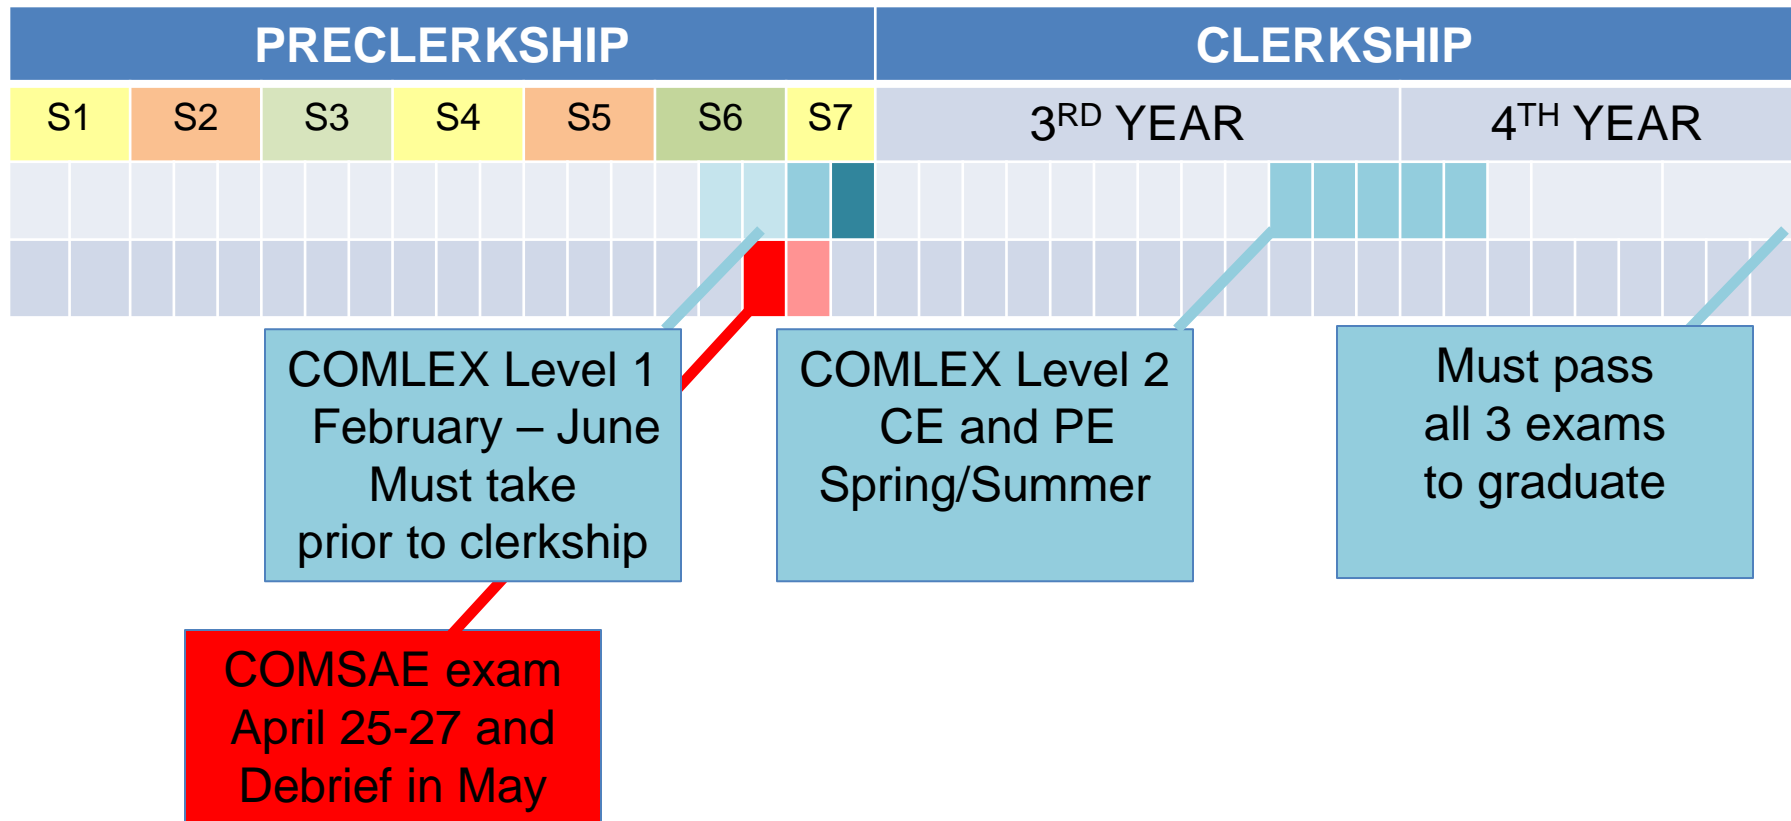 PRECLERKSHIP CLERKSHIP
S1 S2 S3 S4 S5 S6 S7 3RD YEAR 4TH YEAR
COMLEX Level 1
February – June
Must take
prior to clerkship
COMLEX Level 2
CE and PE
Spring/Summer
Must pass
all 3 exams
to graduate
COMSAE exam
April 25-27 and
Debrief in May